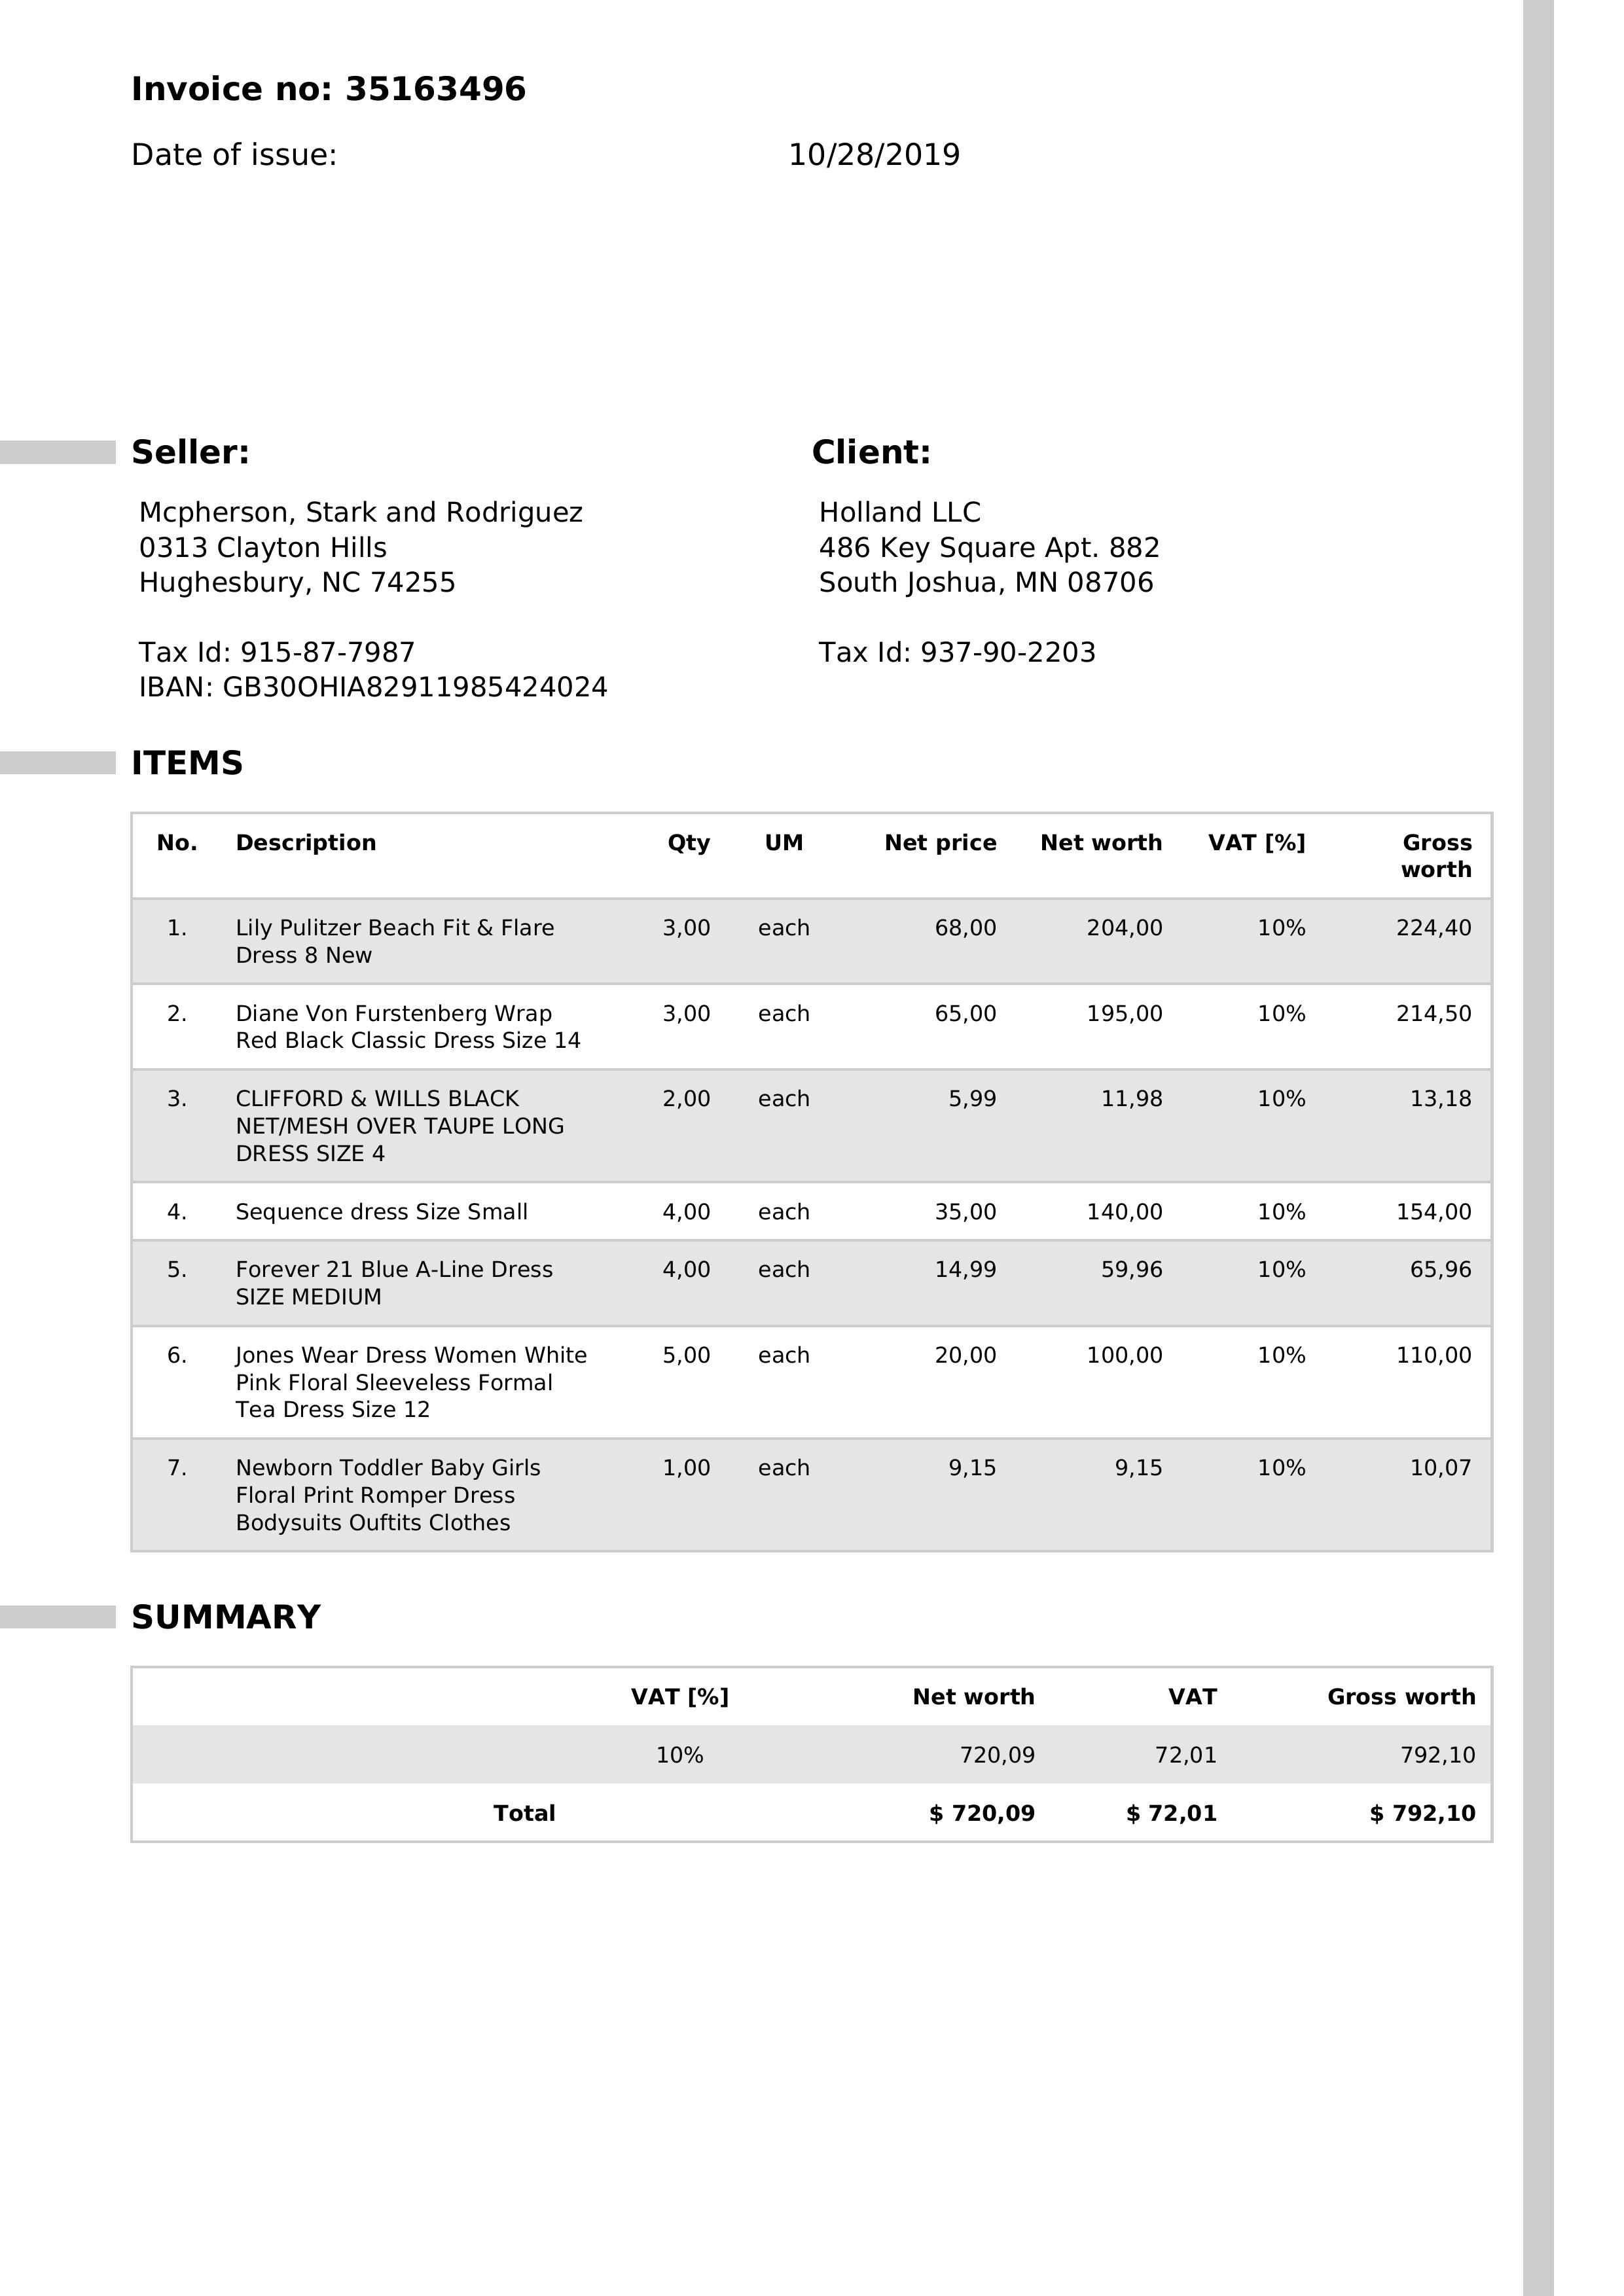 Invoice no: 35163496
Date of issue: 10/28/2019
Seller: Client:
Mcpherson, Stark and Rodriguez
0313 Clayton Hills
Hughesbury, NC 74255
Tax Id: 915-87-7987
IBAN: GB30OHIA82911985424024
Holland LLC
486 Key Square Apt. 882
South Joshua, MN 08706
Tax Id: 937-90-2203
ITEMS
No. Description Qty UM Net price Net worth VAT [%] Gross
worth
1. Lily Pulitzer Beach Fit & Flare 3,00 each 68,00 204,00 10% 224,40
Dress 8 New
2. Diane Von Furstenberg Wrap 3,00 each 65,00 195,00 10% 214,50
Red Black Classic Dress Size 14
3. CLIFFORD & WILLS BLACK 2,00 each 5,99 11,98 10% 13,18
NET/MESH OVER TAUPE LONG
DRESS SIZE 4
4. Sequence dress Size Small 4,00 each 35,00 140,00 10% 154,00
5. Forever 21 Blue A-Line Dress 4,00 each 14,99 59,96 10% 65,96
SIZE MEDIUM
6. Jones Wear Dress Women White 5,00 each 20,00 100,00 10% 110,00
Pink Floral Sleeveless Formal
Tea Dress Size 12
7. Newborn Toddler Baby Girls 1,00 each 9,15 9,15 10% 10,07
Floral Print Romper Dress
Bodysuits Ouftits Clothes
SUMMARY
VAT [%] Net worth VAT Gross worth
10% 720,09 72,01 792,10
Total $ 720,09 $ 72,01 $ 792,10